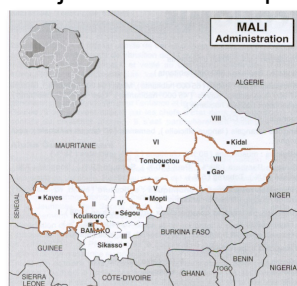 MALI
Administration
ALGERIE
MAURITANIE
VIII
VI
Kidal
Tombouctou
VII
Gao
NIGER
SENEGAL
Kayes
II
V
IV
Mopti
Koulikoro
Ségou
I
BAMAKO
III
BURKINA FASO
Sikasso
GUINEE
BENIN
NIGERIA
TOGO
SIERRA
LEONE
CÔTE-D'IVOIRE
GHANA